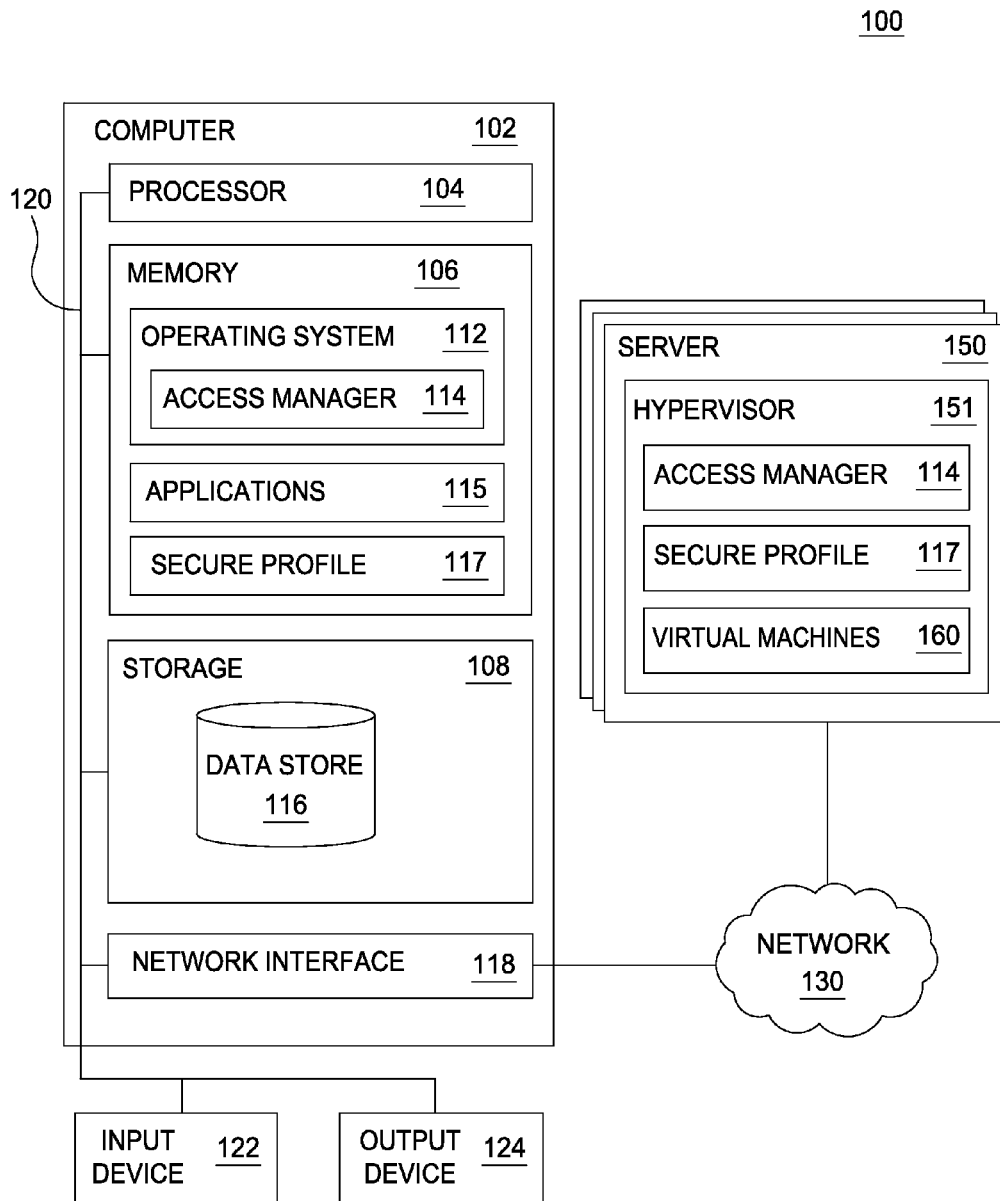 100
COMPUTER 102
120
PROCESSOR 104
MEMORY 106
OPERATING SYSTEM 112
ACCESS MANAGER 114
APPLICATIONS 115
SECURE PROFILE 117
STORAGE 108
DATA STORE
116
NETWORK INTERFACE 118
INPUT
DEVICE 122
OUTPUT
DEVICE 124
SERVER 150
HYPERVISOR 151
ACCESS MANAGER 114
SECURE PROFILE 117
VIRTUAL MACHINES 160
NETWORK
130